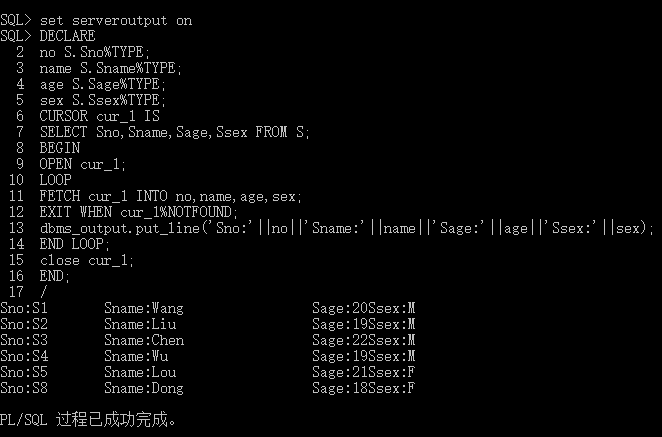 SQL> set serveroutput on
SQL> DECLARE
  2  no S.Sno%TYPE;
  3  name S.Sname%TYPE;
  4  age S.Sage%TYPE;
  5  sex S.Ssex%TYPE;
  6  CURSOR cur_1 IS
  7  SELECT Sno,Sname,Sage,Ssex FROM S;
  8  BEGIN
  9  OPEN cur_1;
 10  LOOP
 11  FETCH cur_1 INTO no,name,age,sex;
 12  EXIT WHEN cur_1%NOTFOUND;
 13  dbms_output.put_line('Sno:'||no||'Sname:'||name||'Sage:'||age||'Ssex:'||sex);
 14  END LOOP;
 15  close cur_1;
 16  END;
 17  /
Sno:S1       Sname:Wang                Sage:20Ssex:M
Sno:S2       Sname:Liu                 Sage:19Ssex:M
Sno:S3       Sname:Chen                Sage:22Ssex:M
Sno:S4       Sname:Wu                  Sage:19Ssex:M
Sno:S5       Sname:Lou                 Sage:21Ssex:F
Sno:S8       Sname:Dong                Sage:18Ssex:F
PL/SQL 过程已成功完成。